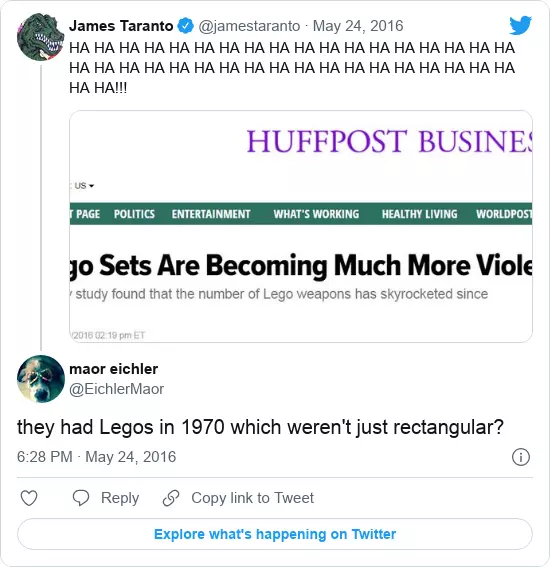 James Taranto @jamestaranto · May 24, 2016
HA HA HA HA HA HA HA HA HA HA HA HA HA HA HA HA HA HA
HA HA HA HA HA HA HA HA HA HA HA HA HA HA HA HA HA HA
HA HA!!!
HUFFPOST BUSINES
US
T PAGE POLITICS ENTERTAINMENT WHAT'S WORKING HEALTHY LIVING WORLDPOST
go Sets Are Becoming Much More Viole
study found that the number of Lego weapons has skyrocketed since
/2016 02:19 pm ET
maor eichler
@EichlerMaor
they had Legos in 1970 which weren't just rectangular?
6:28 PM · May 24, 2016
Reply Copy link to Tweet
Explore what's happening on Twitter